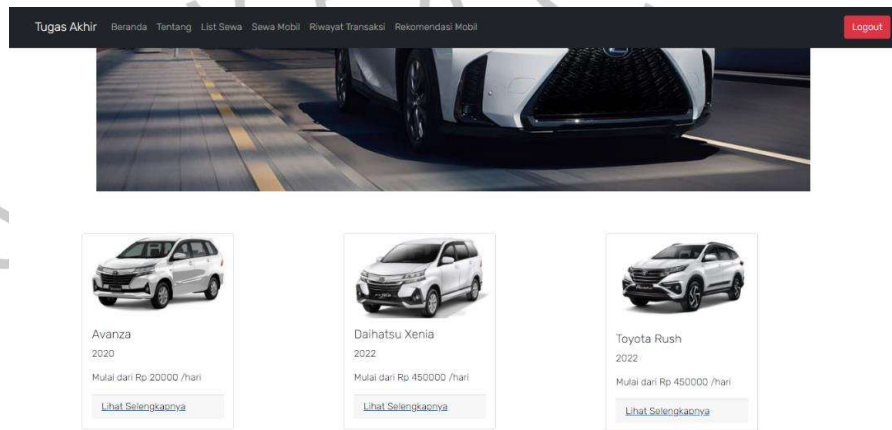 Tugas Akhir Beranda Tentang List Sewa Sewa Mobil Riwayat Transaksi Rekomendasi Mobil Logout
Avanza
2020
Mulai dari Rp 20000 /hari
Lihat Selengkapnya
Daihatsu Xenia
2022
Mulai dari Rp 450000 /hari
Lihat Selengkapnya
Toyota Rush
2022
Mulai dari Rp 450000 /hari
Lihat Selengkapnya